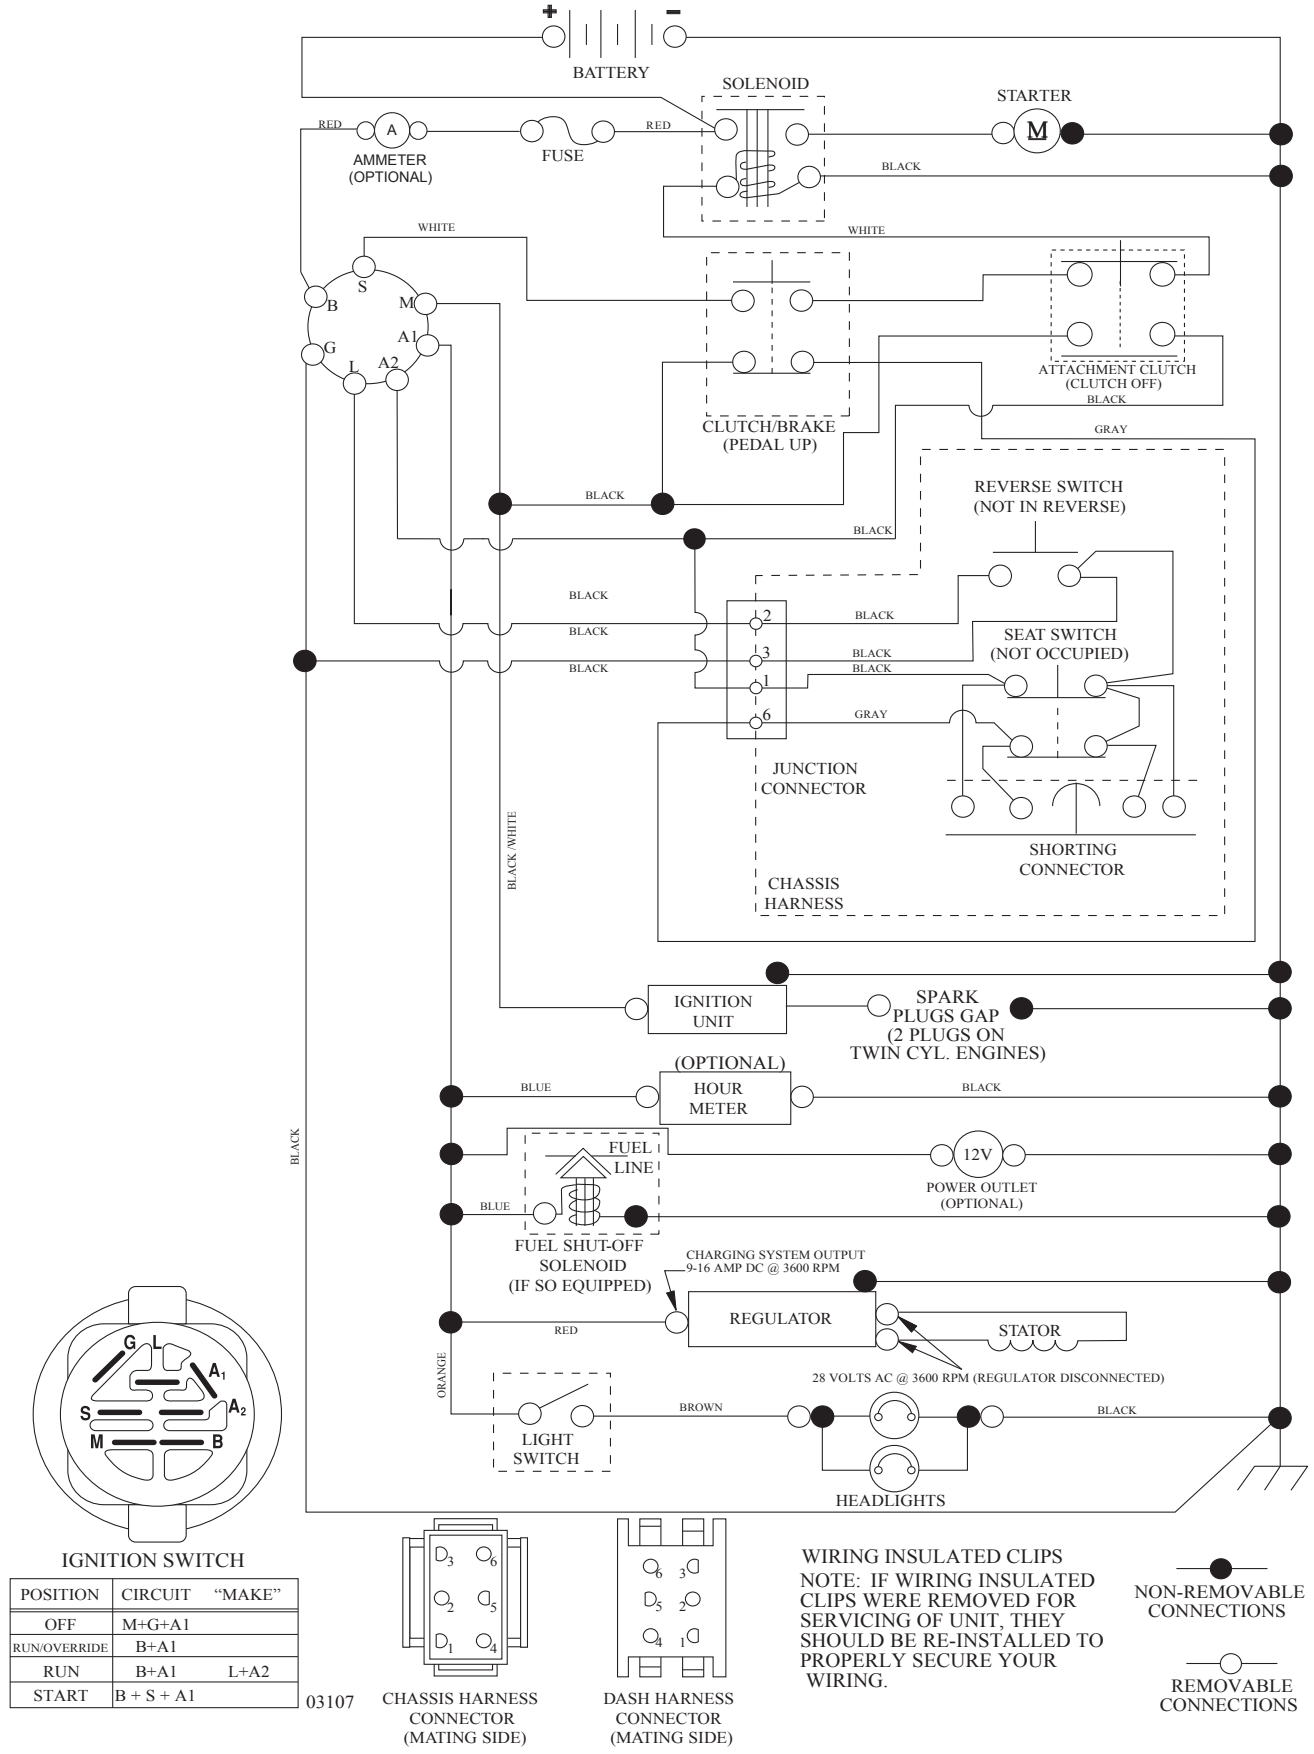 + −
BATTERY
SOLENOID
STARTER
RED
A
RED
M
AMMETER
(OPTIONAL)
FUSE
BLACK
WHITE
WHITE
S
B
M
A1
G
L
A2
ATTACHMENT CLUTCH
(CLUTCH OFF)
BLACK
CLUTCH/BRAKE
(PEDAL UP)
GRAY
REVERSE SWITCH
(NOT IN REVERSE)
BLACK
BLACK
BLACK
2
BLACK
BLACK
SEAT SWITCH
(NOT OCCUPIED)
3
BLACK
BLACK
BLACK
1
6
GRAY
JUNCTION
CONNECTOR
SHORTING
CONNECTOR
BLACK /WHITE
CHASSIS
HARNESS
IGNITION
UNIT
SPARK
PLUGS GAP
(2 PLUGS ON
TWIN CYL. ENGINES)
(OPTIONAL)
BLUE
HOUR
METER
BLACK
BLACK
FUEL
LINE
12V
POWER OUTLET
(OPTIONAL)
BLUE
FUEL SHUT-OFF
SOLENOID
(IF SO EQUIPPED)
CHARGING SYSTEM OUTPUT
9-16 AMP DC @ 3600 RPM
REGULATOR
RED
STATOR
ORANGE
28 VOLTS AC @ 3600 RPM (REGULATOR DISCONNECTED)
BROWN
BLACK
LIGHT
SWITCH
HEADLIGHTS
G L
A1
A2
S
M B
IGNITION SWITCH
POSITION CIRCUIT “MAKE”
OFF M+G+A1
RUN/OVERRIDE B+A1
RUN B+A1 L+A2
START B + S + A1
03107
3 6
2 5
1 4
CHASSIS HARNESS
CONNECTOR
(MATING SIDE)
6 3
5 2
4 1
DASH HARNESS
CONNECTOR
(MATING SIDE)
WIRING INSULATED CLIPS
NOTE: IF WIRING INSULATED
CLIPS WERE REMOVED FOR
SERVICING OF UNIT, THEY
SHOULD BE RE-INSTALLED TO
PROPERLY SECURE YOUR
WIRING.
NON-REMOVABLE
CONNECTIONS
REMOVABLE
CONNECTIONS